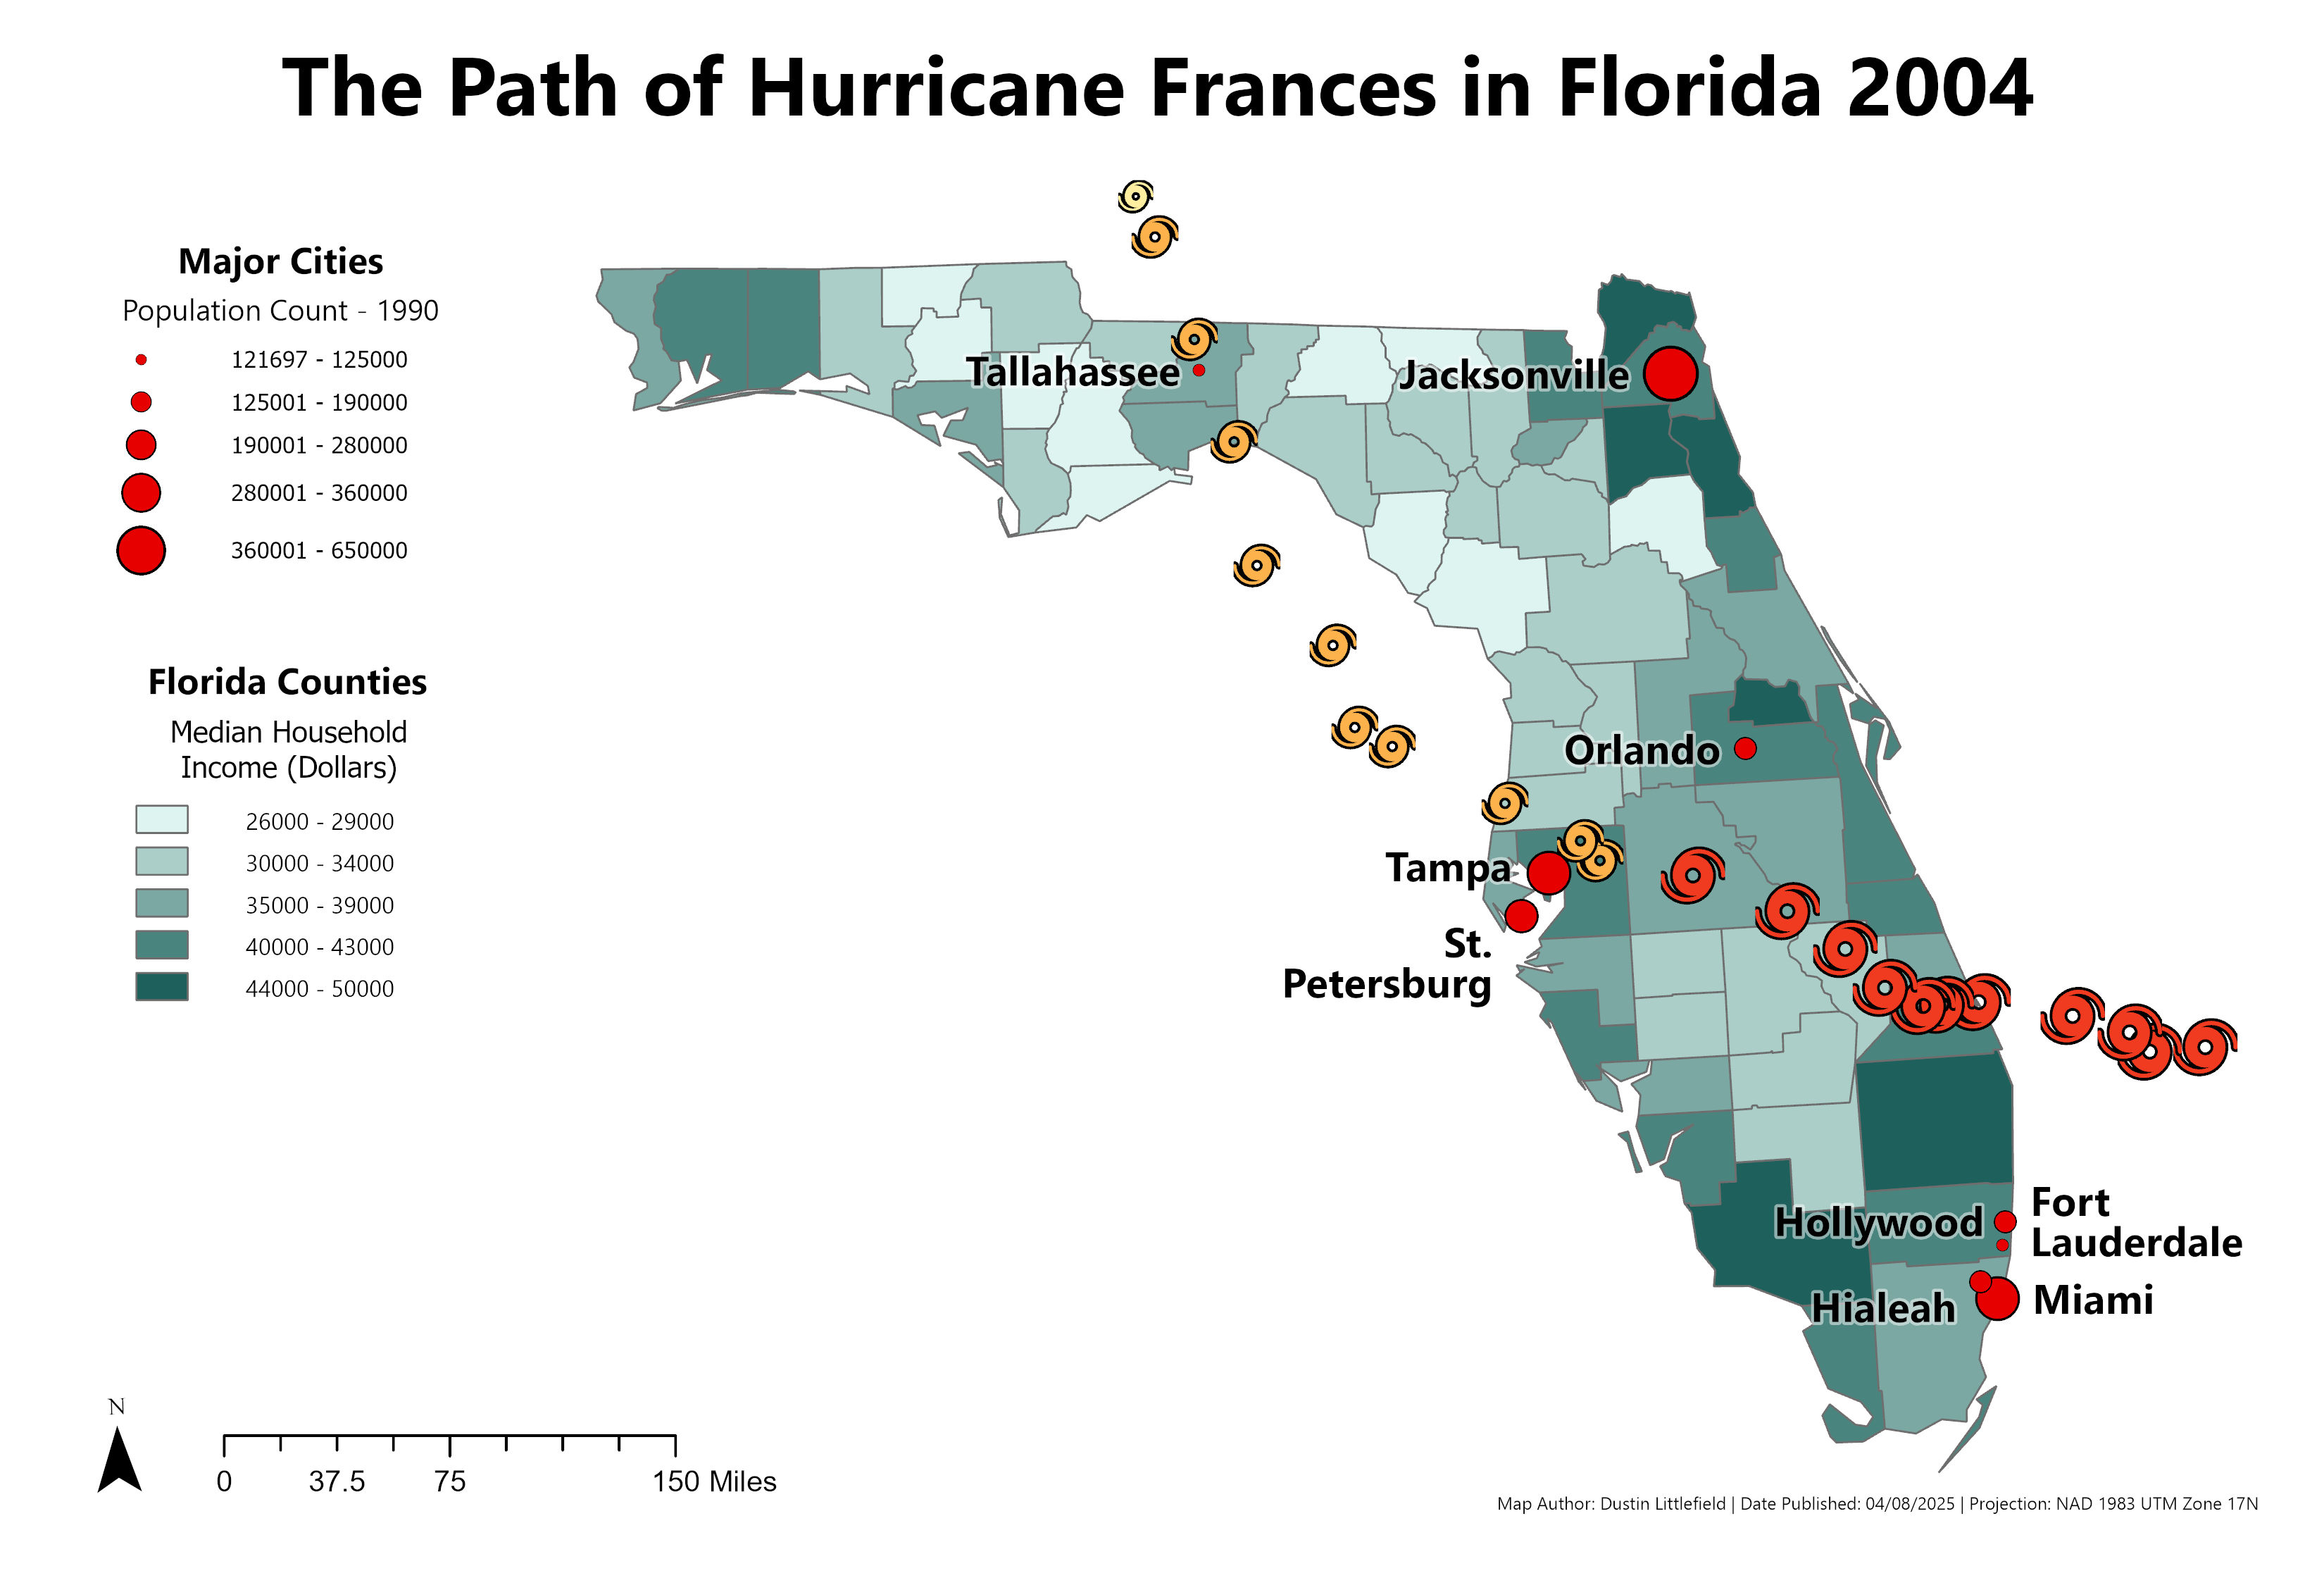 The Path of Hurricane Frances in Florida 2004
Major Cities
Population Count - 1990
121697 - 125000
125001 - 190000
190001 - 280000
280001 - 360000
360001 - 650000
Florida Counties
Median Household
Income (Dollars)
26000 - 29000
30000 - 34000
35000 - 39000
40000 - 43000
44000 - 50000
Tallahassee
Jacksonville
Orlando
Tampa
St.
Petersburg
Hollywood
Fort
Lauderdale
Hialeah
Miami
N
0 37.5 75 150 Miles
Map Author: Dustin Littlefield | Date Published: 04/08/2025 | Projection: NAD 1983 UTM Zone 17N